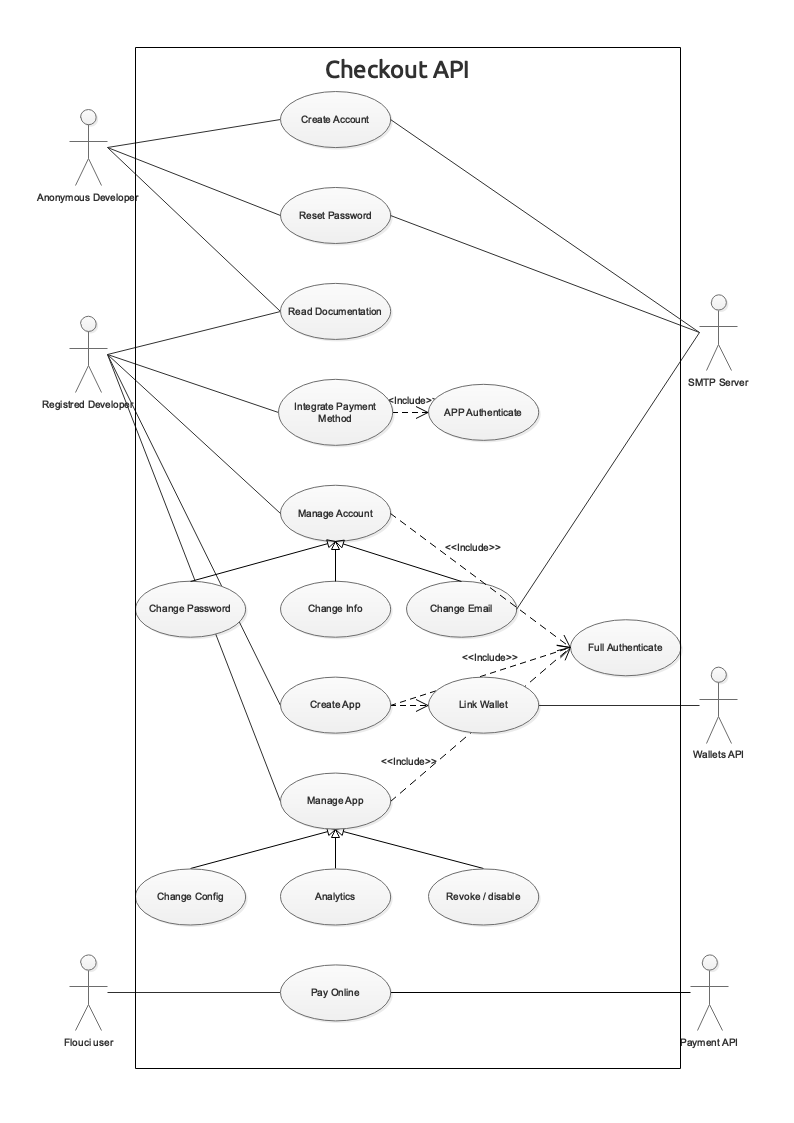 Checkout API
Create Account
Anonymous Developer
Reset Password
Read Documentation
Registred Developer
SMTP Server
Integrate Payment
Method
<<Include>>
APP Authenticate
Manage Account
<<Include>>
Change Password
Change Info
Change Email
Full Authenticate
<<Include>>
Create App
Link Wallet
Wallets API
<<Include>>
Manage App
Change Config
Analytics
Revoke / disable
Pay Online
Flouci user
Payment API